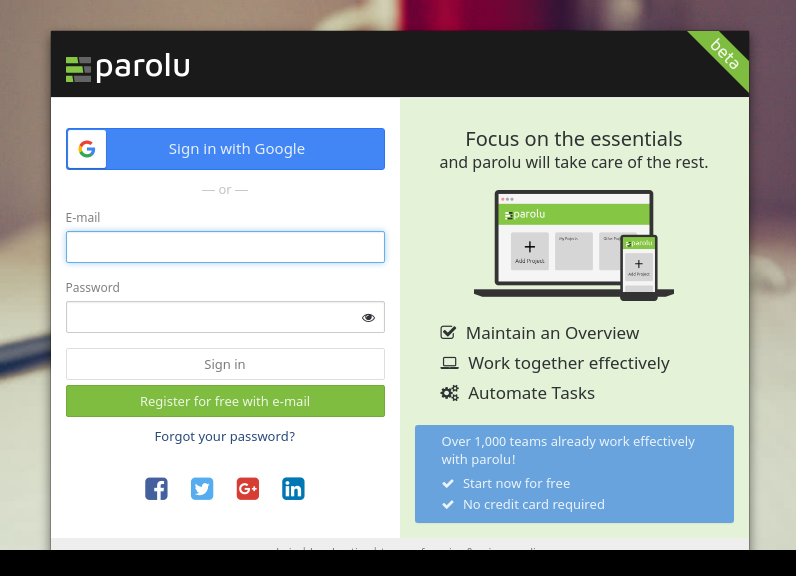 parolu
beta
Sign in with Google
— or —
E-mail
Password
Sign in
Register for free with e-mail
Forgot your password?
Focus on the essentials
and parolu will take care of the rest.
parolu
Add Project
My Projects
parolu
Add Project
Maintain an Overview
Work together effectively
Automate Tasks
Over 1,000 teams already work effectively
with parolu!
Start now for free
No credit card required